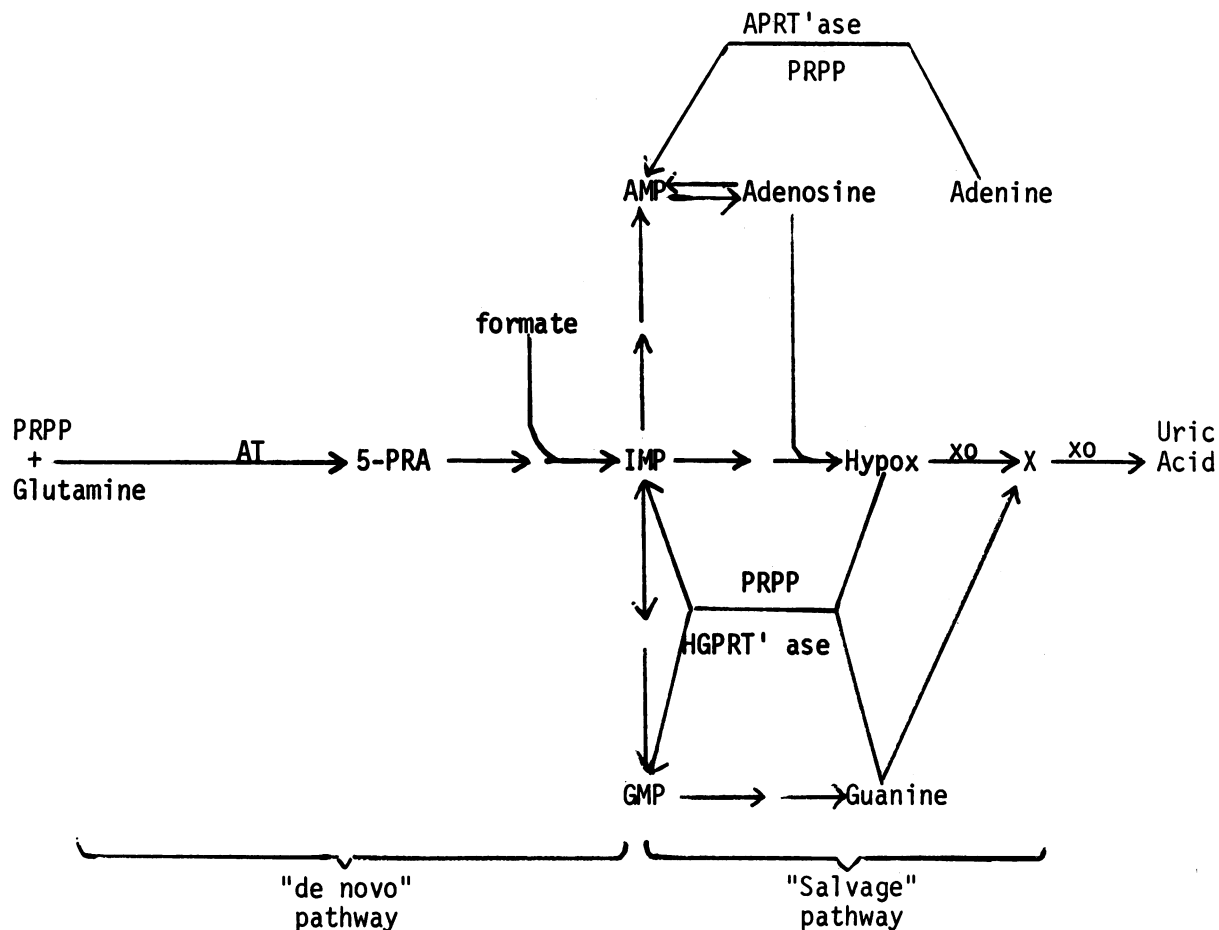 APRT'ase
PRPP
AMP Adenosine Adenine
formate
PRPP
+
Glutamine
AT
5-PRA
IMP
Hypox
XO
X
XO
Uric
Acid
PRPP
HGPRT' ase
GMP
Guanine
"de novo"
pathway
"Salvage"
pathway